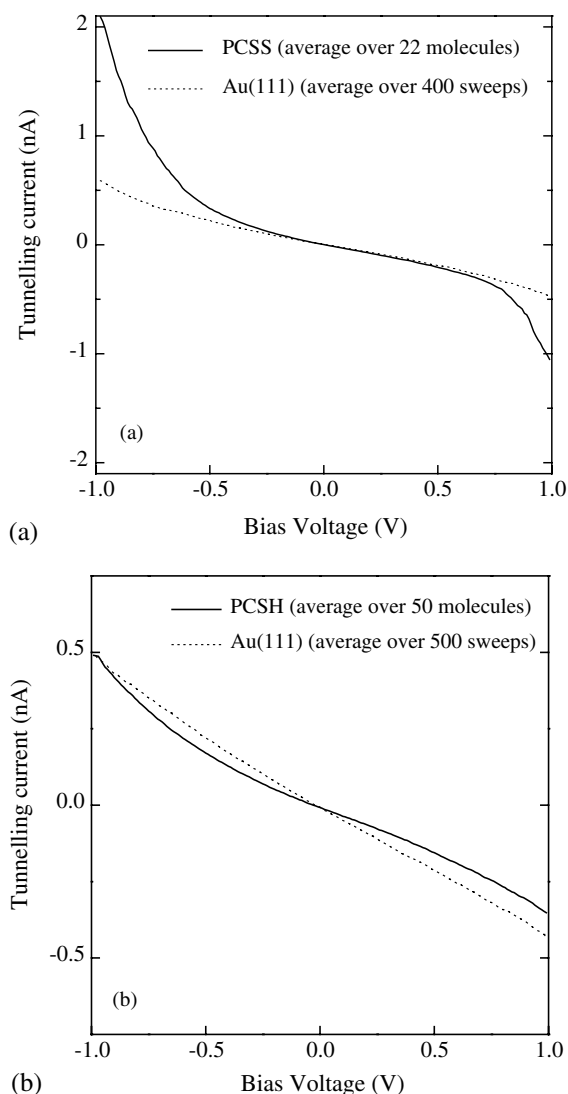 2
PCSS (average over 22 molecules)
Au(111) (average over 400 sweeps)
1
0
-1
-2
Tunnelling current (nA)
(a)
-1.0 -0.5 0.0 0.5 1.0
Bias Voltage (V)
(a)
PCSH (average over 50 molecules)
Au(111) (average over 500 sweeps)
0.5
0.0
-0.5
Tunnelling current (nA)
(b)
-1.0 -0.5 0.0 0.5 1.0
Bias Voltage (V)
(b)